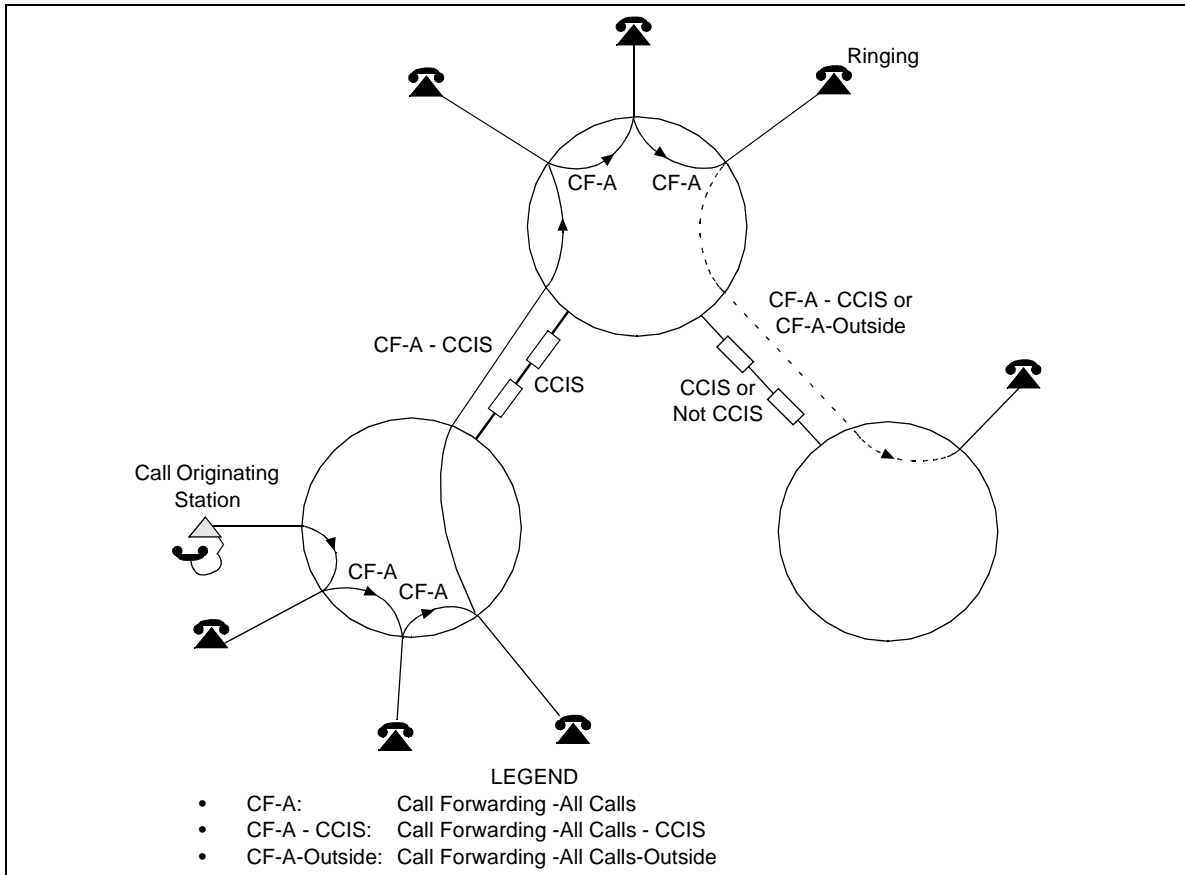 Ringing
CF-A
CF-A
CF-A - CCIS or
CF-A-Outside
CF-A - CCIS
CCIS
CCIS or
Not CCIS
Call Originating
Station
CF-A
CF-A
LEGEND
• CF-A: Call Forwarding -All Calls
• CF-A - CCIS: Call Forwarding -All Calls - CCIS
• CF-A-Outside: Call Forwarding -All Calls-Outside